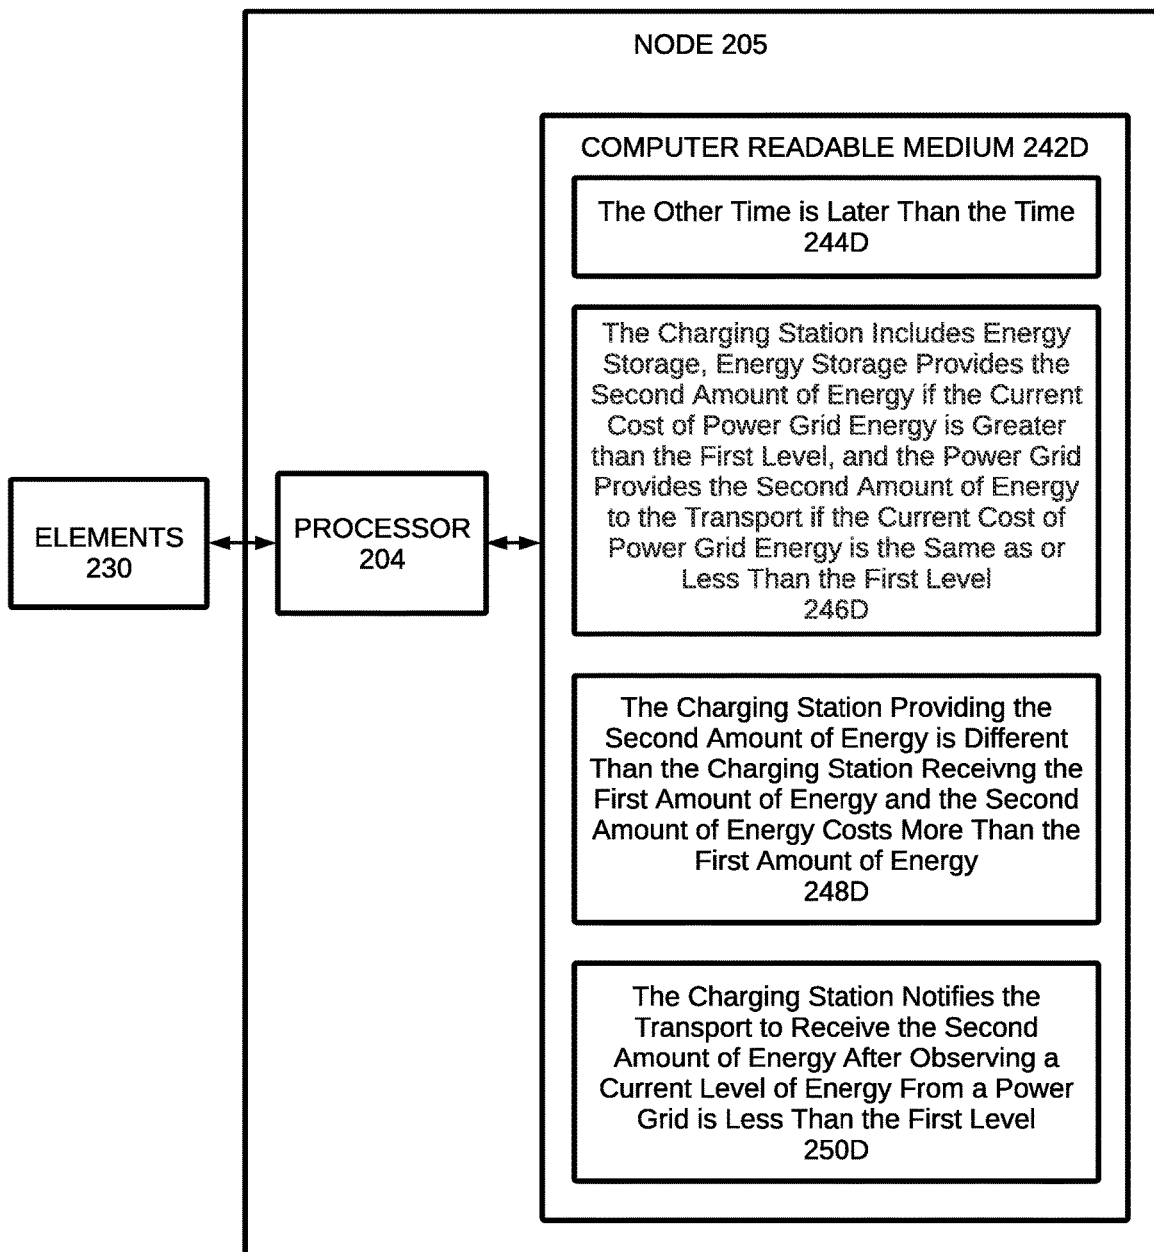 NODE 205
COMPUTER READABLE MEDIUM 242D
The Other Time is Later Than the Time
244D
The Charging Station Includes Energy
Storage, Energy Storage Provides the
Second Amount of Energy if the Current
Cost of Power Grid Energy is Greater
than the First Level, and the Power Grid
Provides the Second Amount of Energy
to the Transport if the Current Cost of
Power Grid Energy is the Same as or
Less Than the First Level
246D
ELEMENTS
230
PROCESSOR
204
The Charging Station Providing the
Second Amount of Energy is Different
Than the Charging Station Receivng the
First Amount of Energy and the Second
Amount of Energy Costs More Than the
First Amount of Energy
248D
The Charging Station Notifies the
Transport to Receive the Second
Amount of Energy After Observing a
Current Level of Energy From a Power
Grid is Less Than the First Level
250D